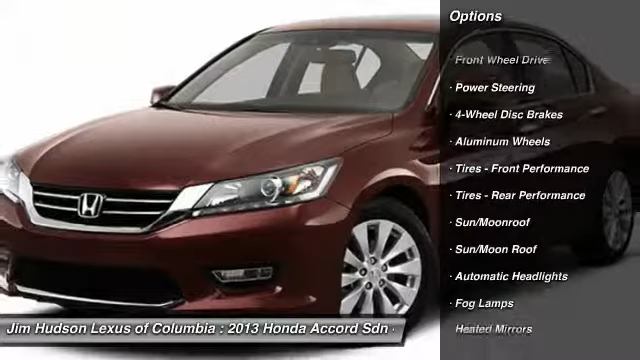 Options
· Front Wheel Drive
· Power Steering
· 4-Wheel Disc Brakes
· Aluminum Wheels
· Tires - Front Performance
· Tires - Rear Performance
· Sun/Moonroof
· Sun/Moon Roof
· Automatic Headlights
· Fog Lamps
Heated Mirrors
Jim Hudson Lexus of Columbia : 2013 Honda Accord Sdn -